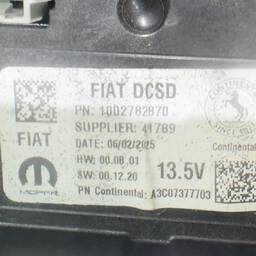 FIAT DCSD
PN: 10D2782870
SUPPLIER: 41789
FIAT
DATE: 06/02/2025
HW: 00.08.01
SW: 00.12.20
13.5V
Continental
MOPAR
PN Continental: A3C07377703